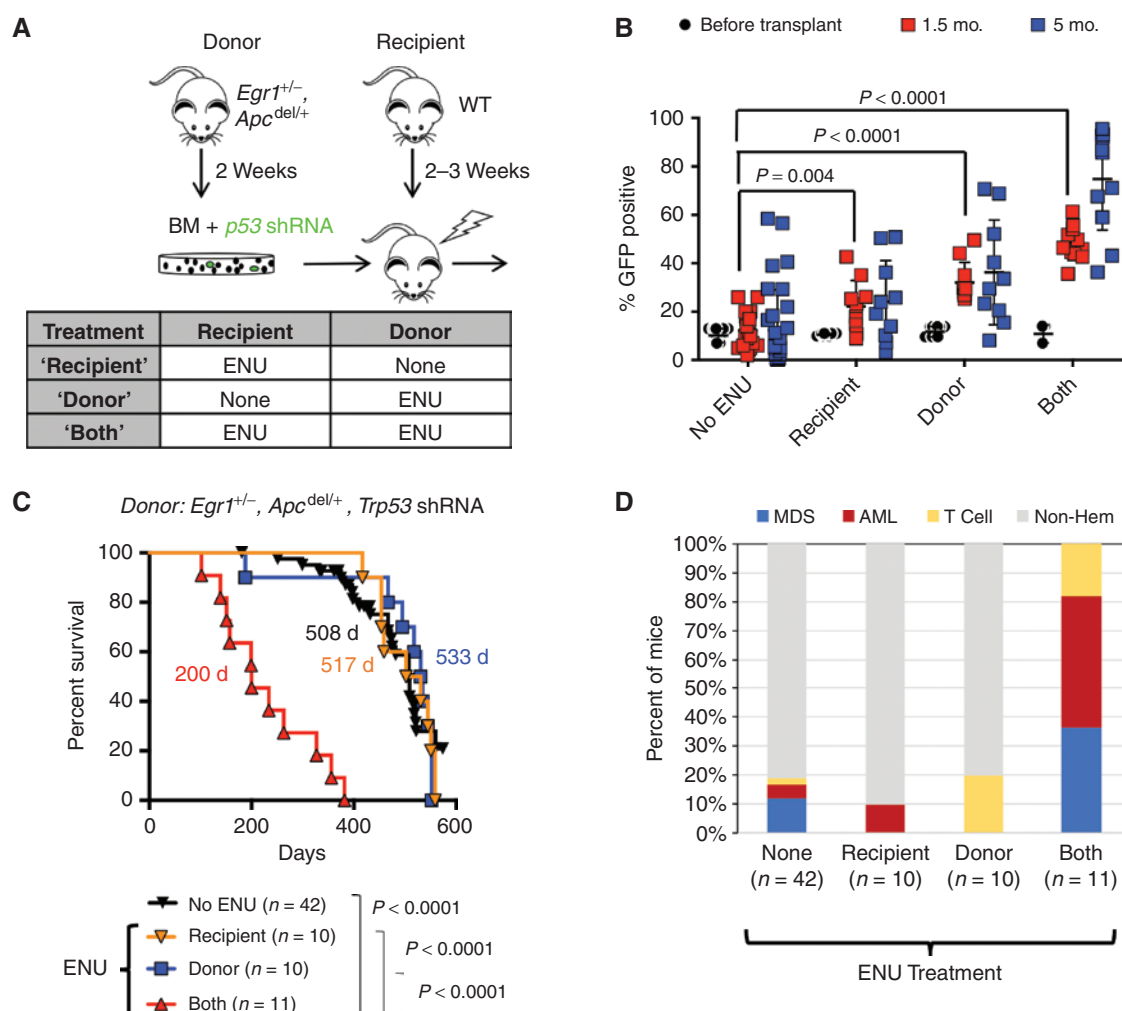 A
Donor
Recipient
Egr1+/–,
Apcdel/+
WT
2 Weeks
2–3 Weeks
BM + p53 shRNA
Treatment Recipient Donor
'Recipient' ENU None
'Donor' None ENU
'Both' ENU ENU
B
Before transplant 1.5 mo. 5 mo.
P < 0.0001
P < 0.0001
P = 0.004
% GFP positive
100
80
60
40
20
0
No ENU
Recipient
Donor
Both
C
Donor: Egr1+/–, Apcdel/+ , Trp53 shRNA
Percent survival
100
80
60
40
20
0
508 d
517 d
533 d
200 d
0 200 400 600
Days
No ENU (n = 42)
Recipient (n = 10)
Donor (n = 10)
Both (n = 11)
ENU
P < 0.0001
P < 0.0001
P < 0.0001
D
MDS AML T Cell Non-Hem
Percent of mice
100%
90%
80%
70%
60%
50%
40%
30%
20%
10%
0%
None Recipient Donor Both
(n = 42) (n = 10) (n = 10) (n = 11)
ENU Treatment